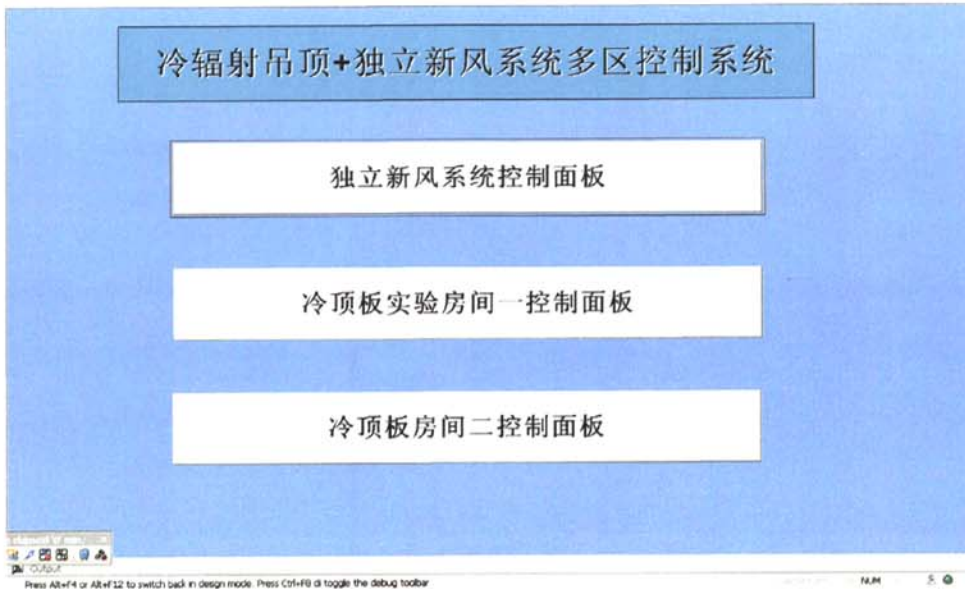 冷辐射吊顶+独立新风系统多区控制系统
独立新风系统控制面板
冷顶板实验房间一控制面板
冷顶板房间二控制面板
Output
Press Alt+F4 or Alt+F12 to switch back in design mode. Press Ctrl+F8 di toggle the debug toolbar
NUM